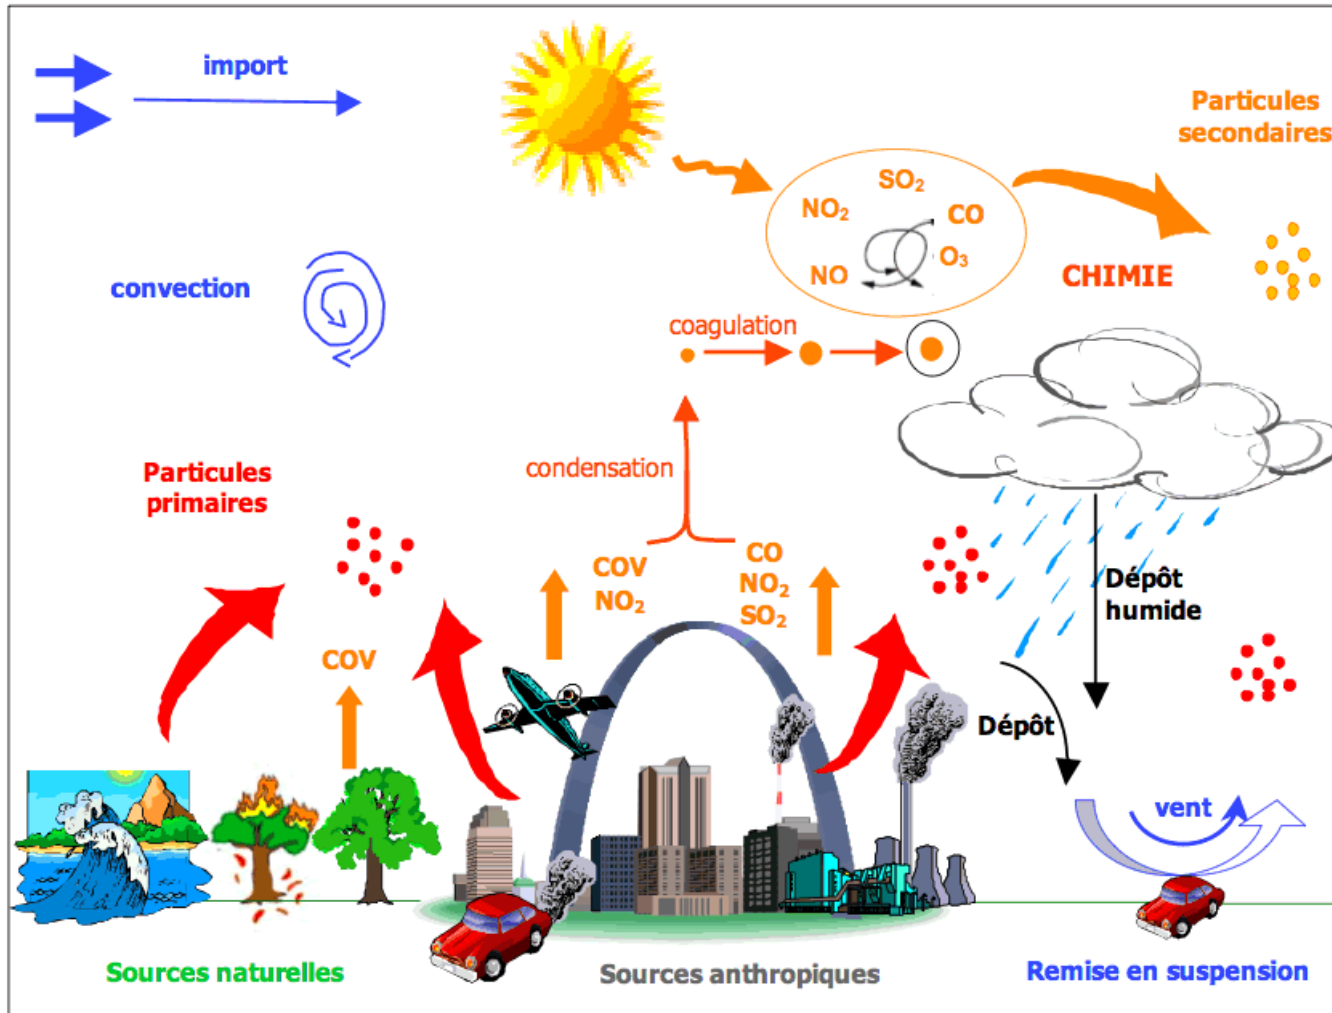 import
Particules
secondaires
SO₂
NO₂
CO
O₃
NO
CHIMIE
convection
coagulation
condensation
Particules
primaires
COV
NO₂
CO
NO₂
SO₂
Dépôt
humide
COV
Dépôt
vent
Sources naturelles
Sources anthropiques
Remise en suspension